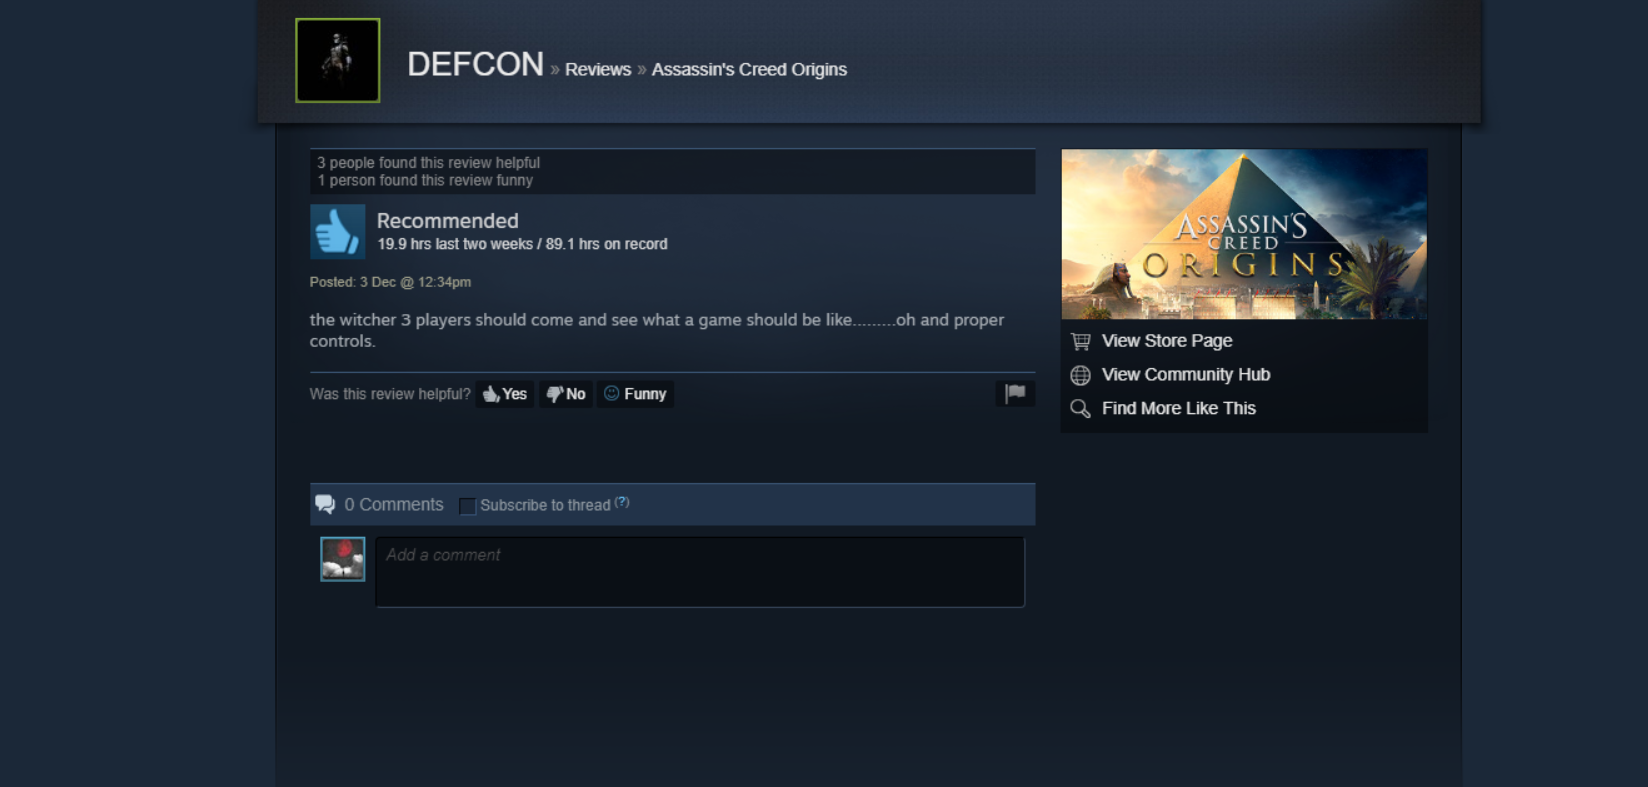 DEFCON » Reviews » Assassin's Creed Origins
3 people found this review helpful
1 person found this review funny
Recommended
19.9 hrs last two weeks / 89.1 hrs on record
Posted: 3 Dec @ 12:34pm
the witcher 3 players should come and see what a game should be like.........oh and proper
controls.
Was this review helpful? Yes No Funny
0 Comments Subscribe to thread (?)
Add a comment
ASSASSIN'S
CREED
ORIGINS
View Store Page
View Community Hub
Find More Like This